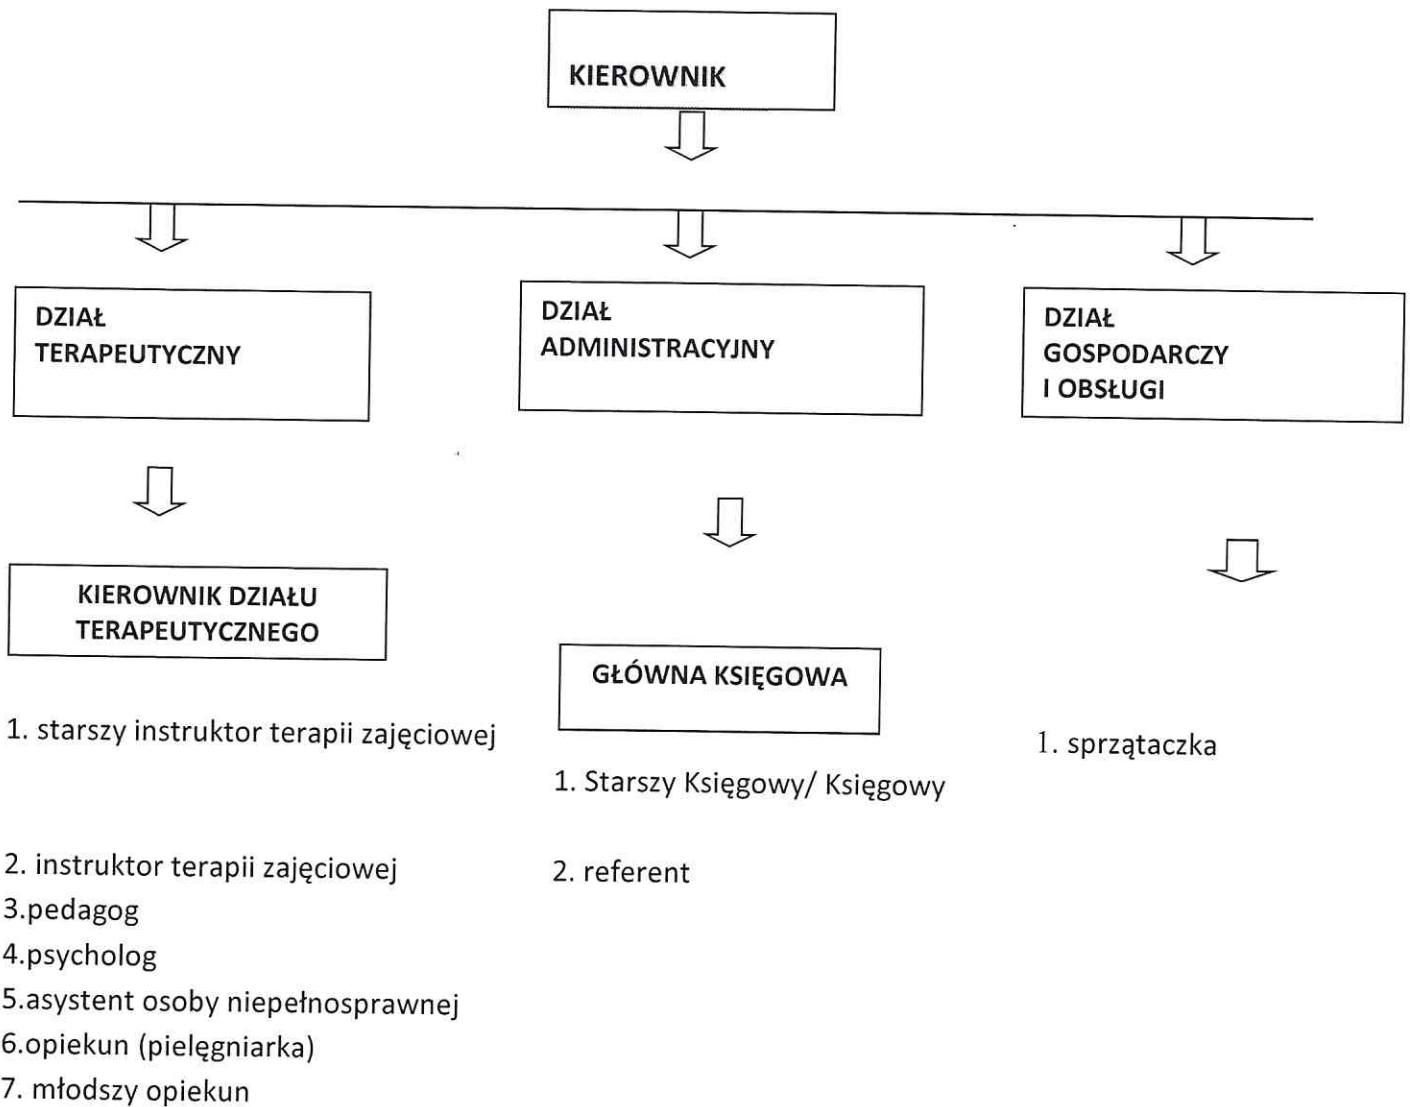 KIEROWNIK
DZIAŁ
TERAPEUTYCZNY
DZIAŁ
ADMINISTRACYJNY
DZIAŁ
GOSPODARCZY
I OBSŁUGI
KIEROWNIK DZIAŁU
TERAPEUTYCZNEGO
1. starszy instruktor terapii zajęciowej
2. instruktor terapii zajęciowej
3.pedagog
4.psycholog
5.asystent osoby niepełnosprawnej
6.opiekun (pielęgniarka)
7. młodszy opiekun
GŁÓWNA KSIĘGOWA
1. Starszy Księgowy/ Księgowy
2. referent
1. sprzątaczka